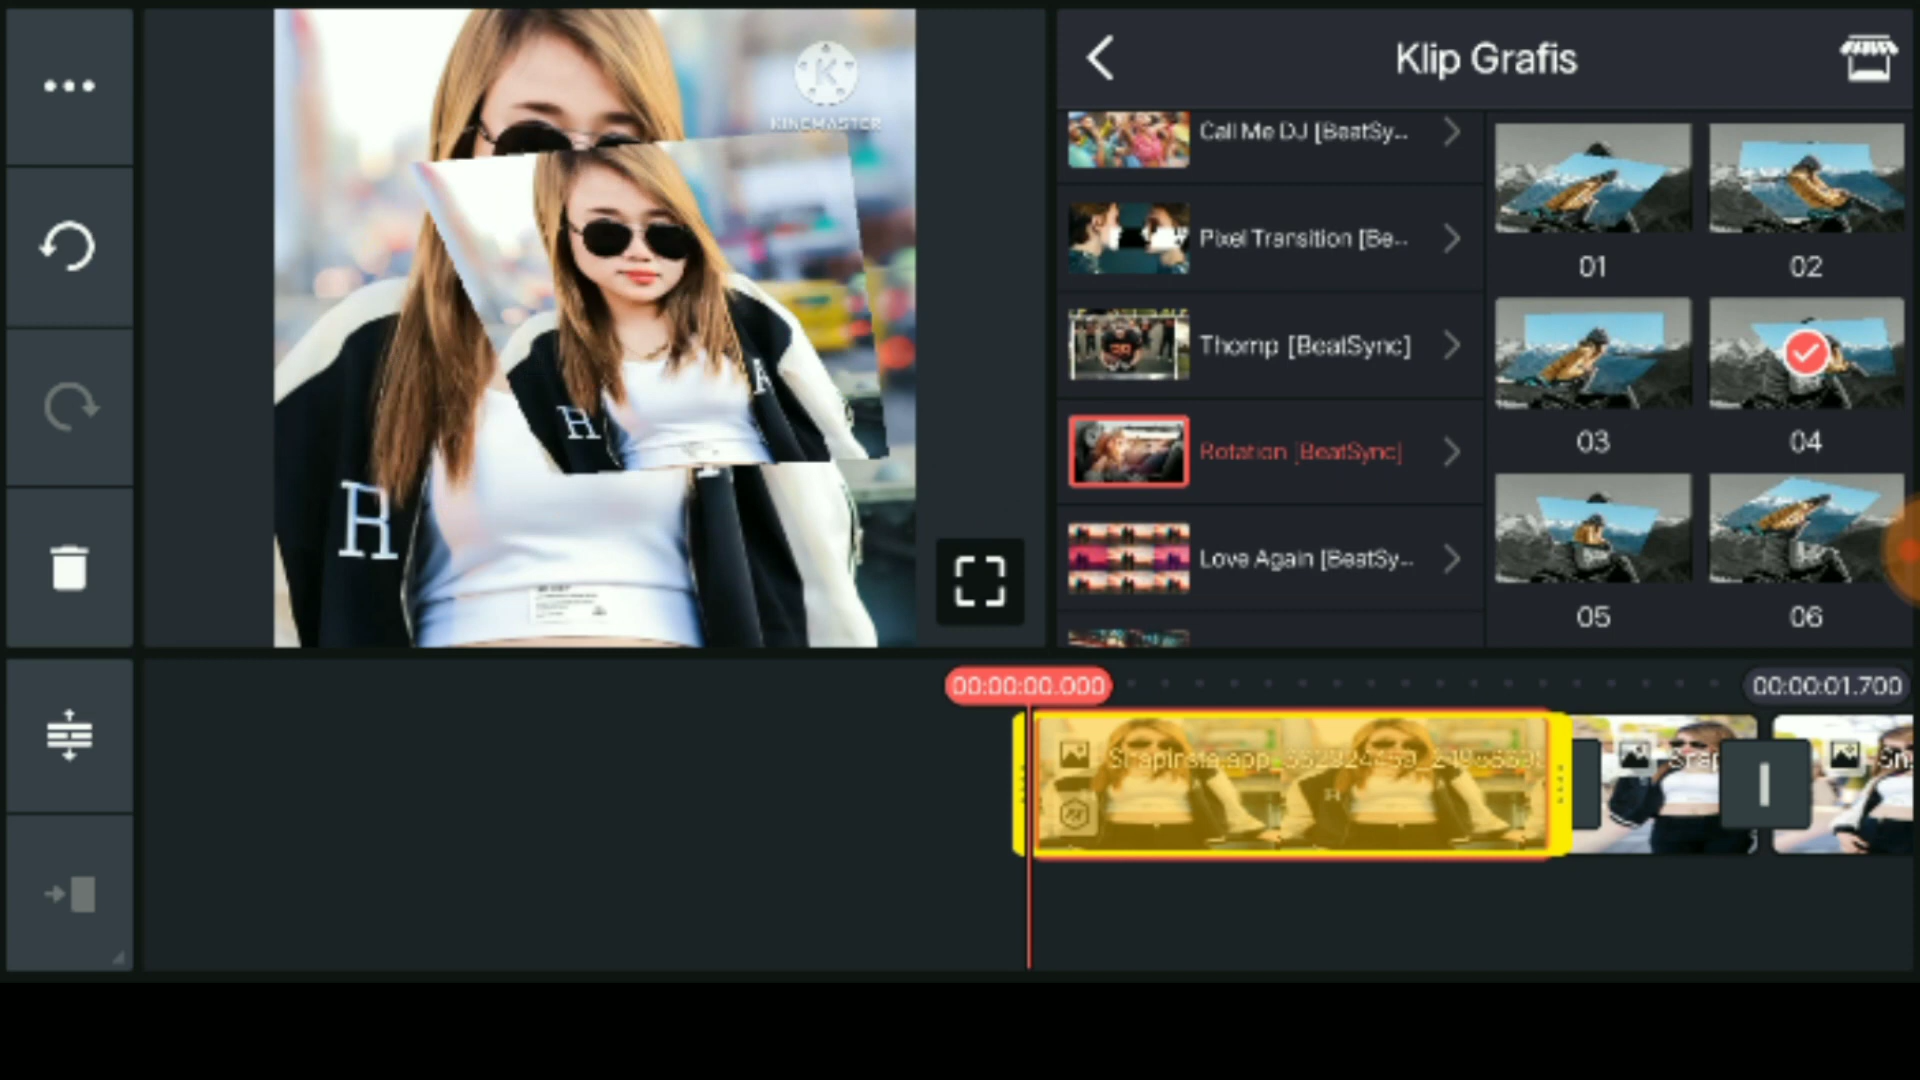 KINEMASTER
R
R
R
Klip Grafis
Call Me DJ [BeatSy...
Pixel Transition [Be...
Thomp [BeatSync]
Rotation [BeatSync]
Love Again [BeatSy...
01
02
03
04
05
06
00:00:00.000
00:00:01.700